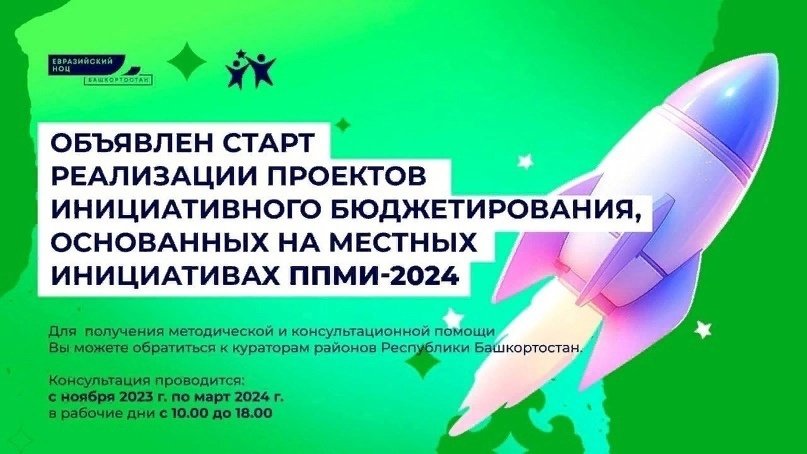 ЕВРАЗИЙСКИЙ
НОЦ
БАШКОРТОСТАН
ОБЪЯВЛЕН СТАРТ
РЕАЛИЗАЦИИ ПРОЕКТОВ
ИНИЦИАТИВНОГО БЮДЖЕТИРОВАНИЯ,
ОСНОВАННЫХ НА МЕСТНЫХ
ИНИЦИАТИВАХ ППМИ-2024
Для получения методической и консультационной помощи
Вы можете обратиться к кураторам районов Республики Башкортостан.
Консультация проводится:
с ноября 2023 г. по март 2024 г.
в рабочие дни с 10.00 до 18.00